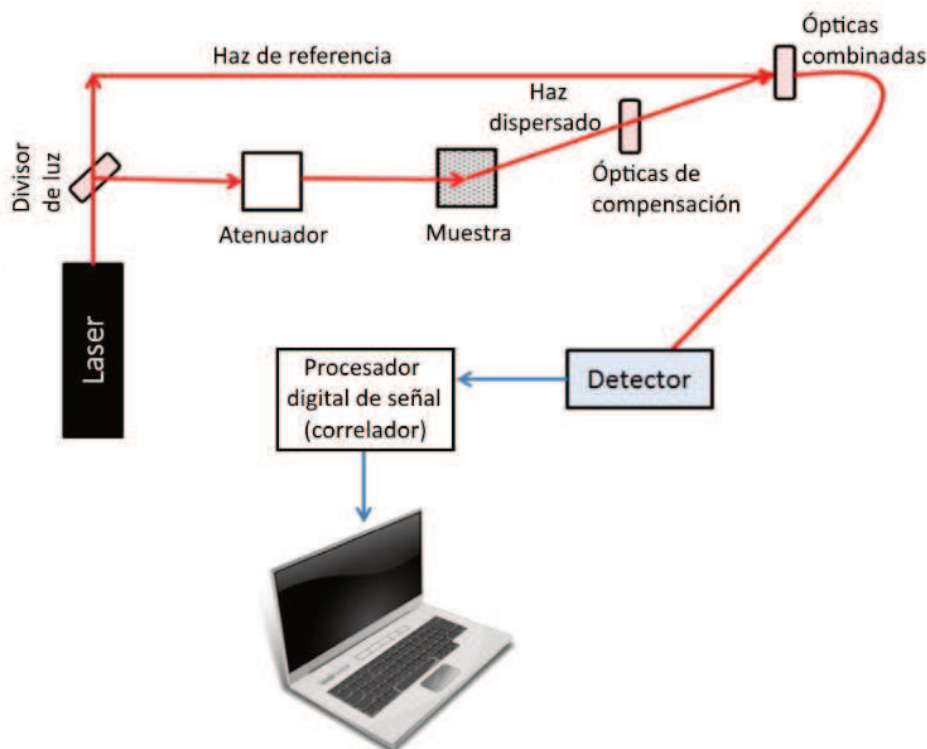 Ópticas
combinadas
Haz de referencia
Haz
dispersado
Divisor
de luz
Ópticas de
compensación
Atenuador
Muestra
Laser
Procesador
digital de señal
(correlador)
Detector